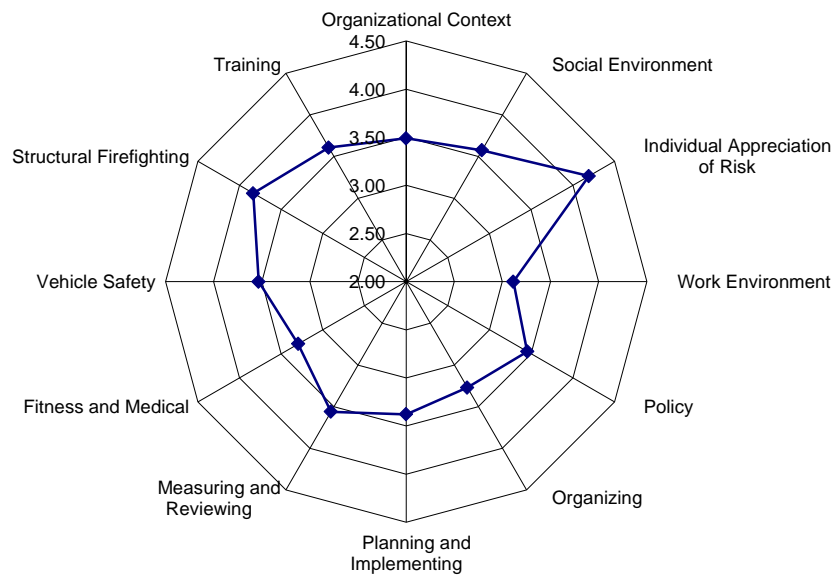 Organizational Context
4.50
Training
Social Environment
4.00
3.50
Structural Firefighting
Individual Appreciation
of Risk
3.00
2.50
Vehicle Safety
2.00
Work Environment
Fitness and Medical
Policy
Measuring and
Reviewing
Organizing
Planning and
Implementing